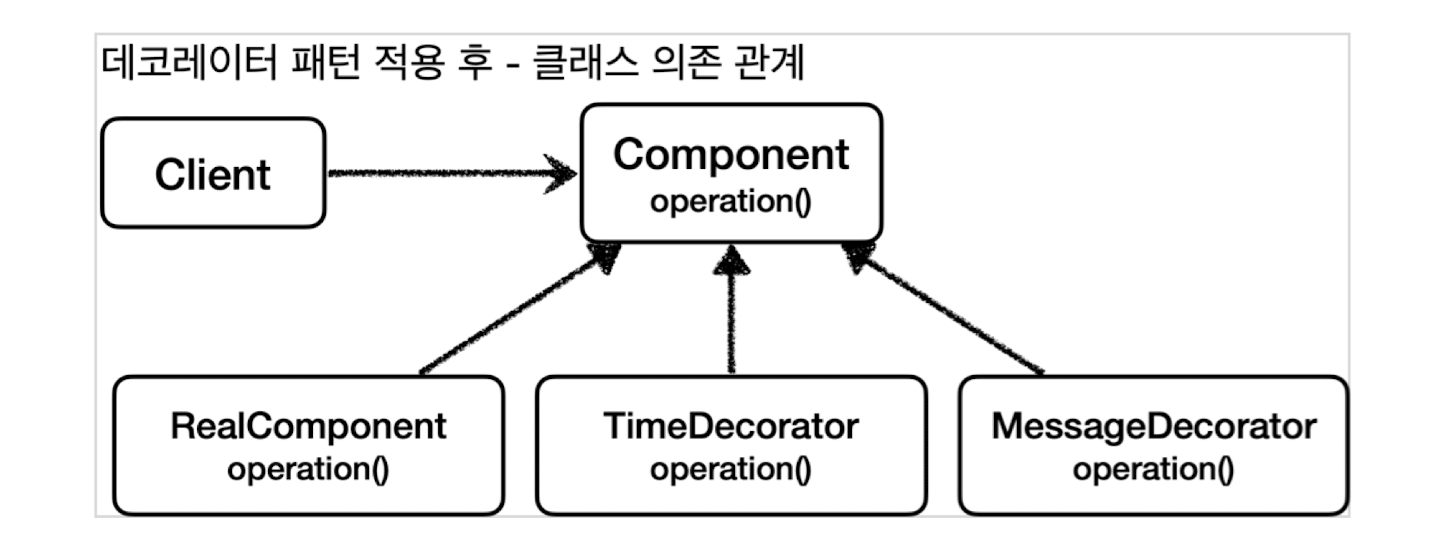 데코레이터 패턴 적용 후 - 클래스 의존 관계
Client
Component
operation()
RealComponent
operation()
TimeDecorator
operation()
MessageDecorator
operation()